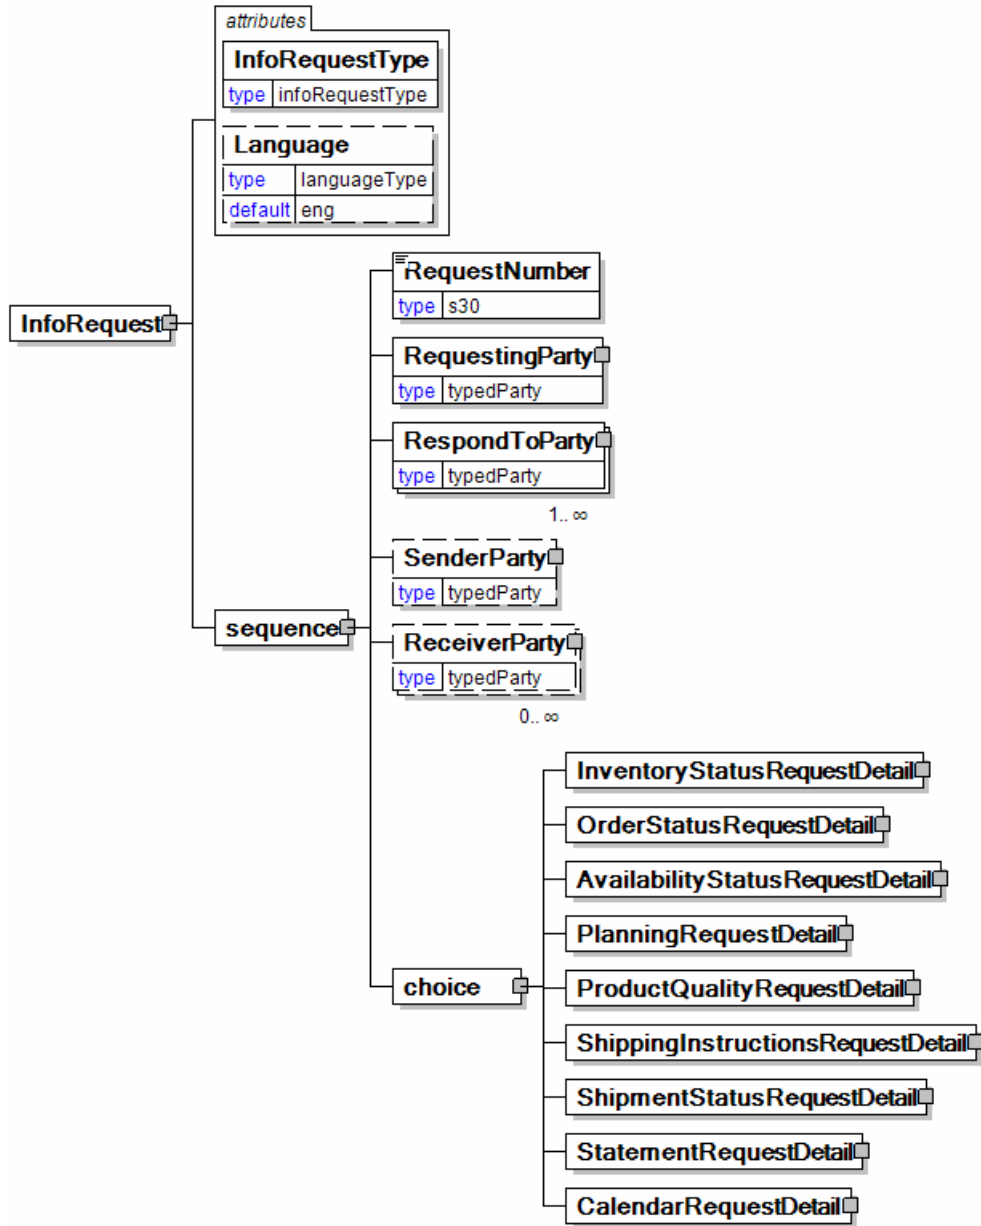 attributes
InfoRequestType
type infoRequestType
Language
type languageType
default eng
InfoRequest
sequence
RequestNumber
type s30
RequestingParty
type typedParty
RespondToParty
type typedParty
1.. ∞
SenderParty
type typedParty
ReceiverParty
type typedParty
0.. ∞
choice
InventoryStatusRequestDetail
OrderStatusRequestDetail
AvailabilityStatusRequestDetail
PlanningRequestDetail
ProductQualityRequestDetail
ShippingInstructionsRequestDetail
ShipmentStatusRequestDetail
StatementRequestDetail
CalendarRequestDetail